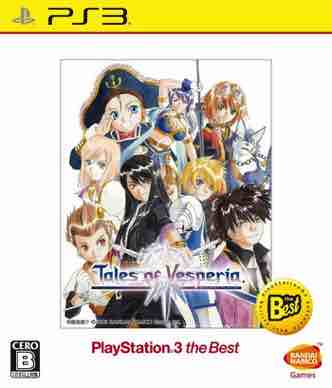 PS3
Tales of Vesperia
the
Best
CERO
B
PlayStation 3 the Best
BANDAI
NAMCO
Games